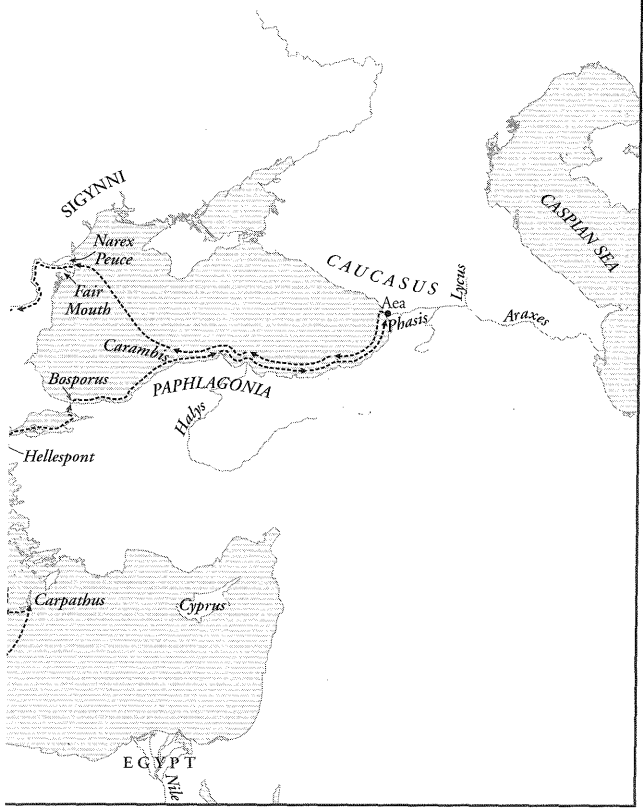 SIGYNNI
Narex
Peuce
Fair
Mouth
CASPIAN SEA
CAUCASUS
Lycus
Aea
Phasis
Araxes
Carambis
Bosporus
PAPHLAGONIA
Halys
Hellespont
Carpathus
Cyprus
EGYPT
Nile